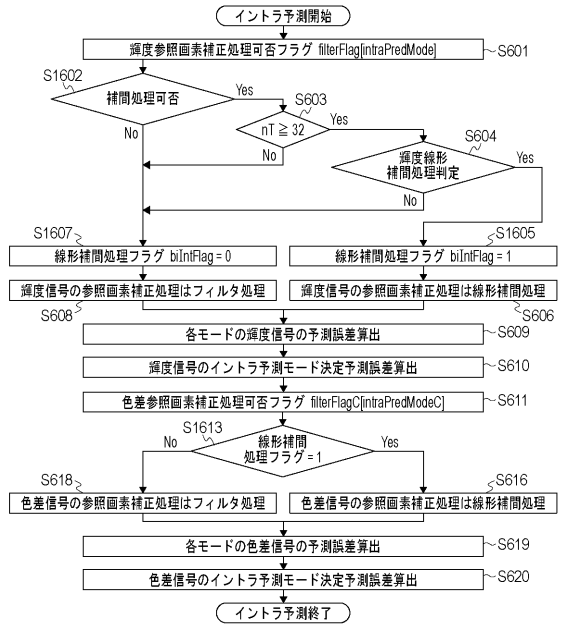 イントラ予測開始
輝度参照画素補正処理可否フラグ filterFlag[intraPredMode]
S601
S1602
補間処理可否
Yes
No
S603
nT ≧ 32
Yes
No
S604
輝度線形
補間処理判定
Yes
No
S1607
線形補間処理フラグ biIntFlag = 0
S1605
線形補間処理フラグ biIntFlag = 1
輝度信号の参照画素補正処理はフィルタ処理
S608
輝度信号の参照画素補正処理は線形補間処理
S606
各モードの輝度信号の予測誤差算出
S609
輝度信号のイントラ予測モード決定予測誤差算出
S610
色差参照画素補正処理可否フラグ filterFlagC[intraPredModeC]
S611
S1613
線形補間
処理フラグ = 1
No
Yes
S618
色差信号の参照画素補正処理はフィルタ処理
S616
色差信号の参照画素補正処理は線形補間処理
各モードの色差信号の予測誤差算出
S619
色差信号のイントラ予測モード決定予測誤差算出
S620
イントラ予測終了